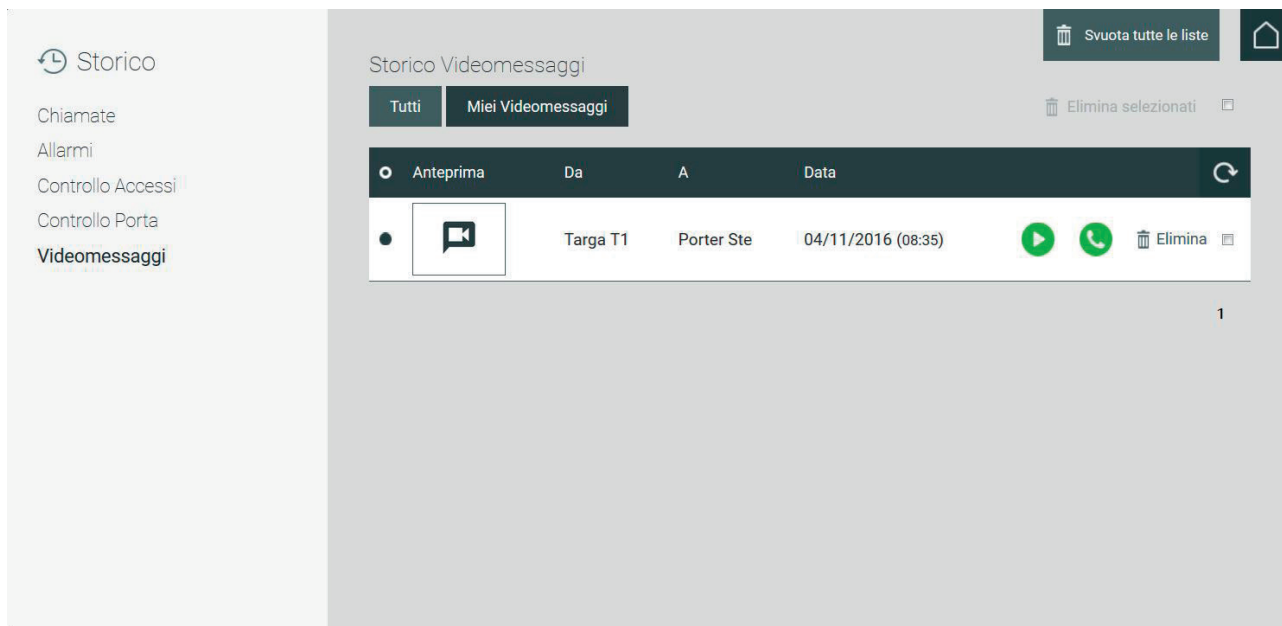 Storico
Chiamate
Allarmi
Controllo Accessi
Controllo Porta
Videomessaggi
Svuota tutte le liste
Storico Videomessaggi
Tutti Miei Videomessaggi
Elimina selezionati
Anteprima Da A Data
Targa T1 Porter Ste 04/11/2016 (08:35) Elimina
1